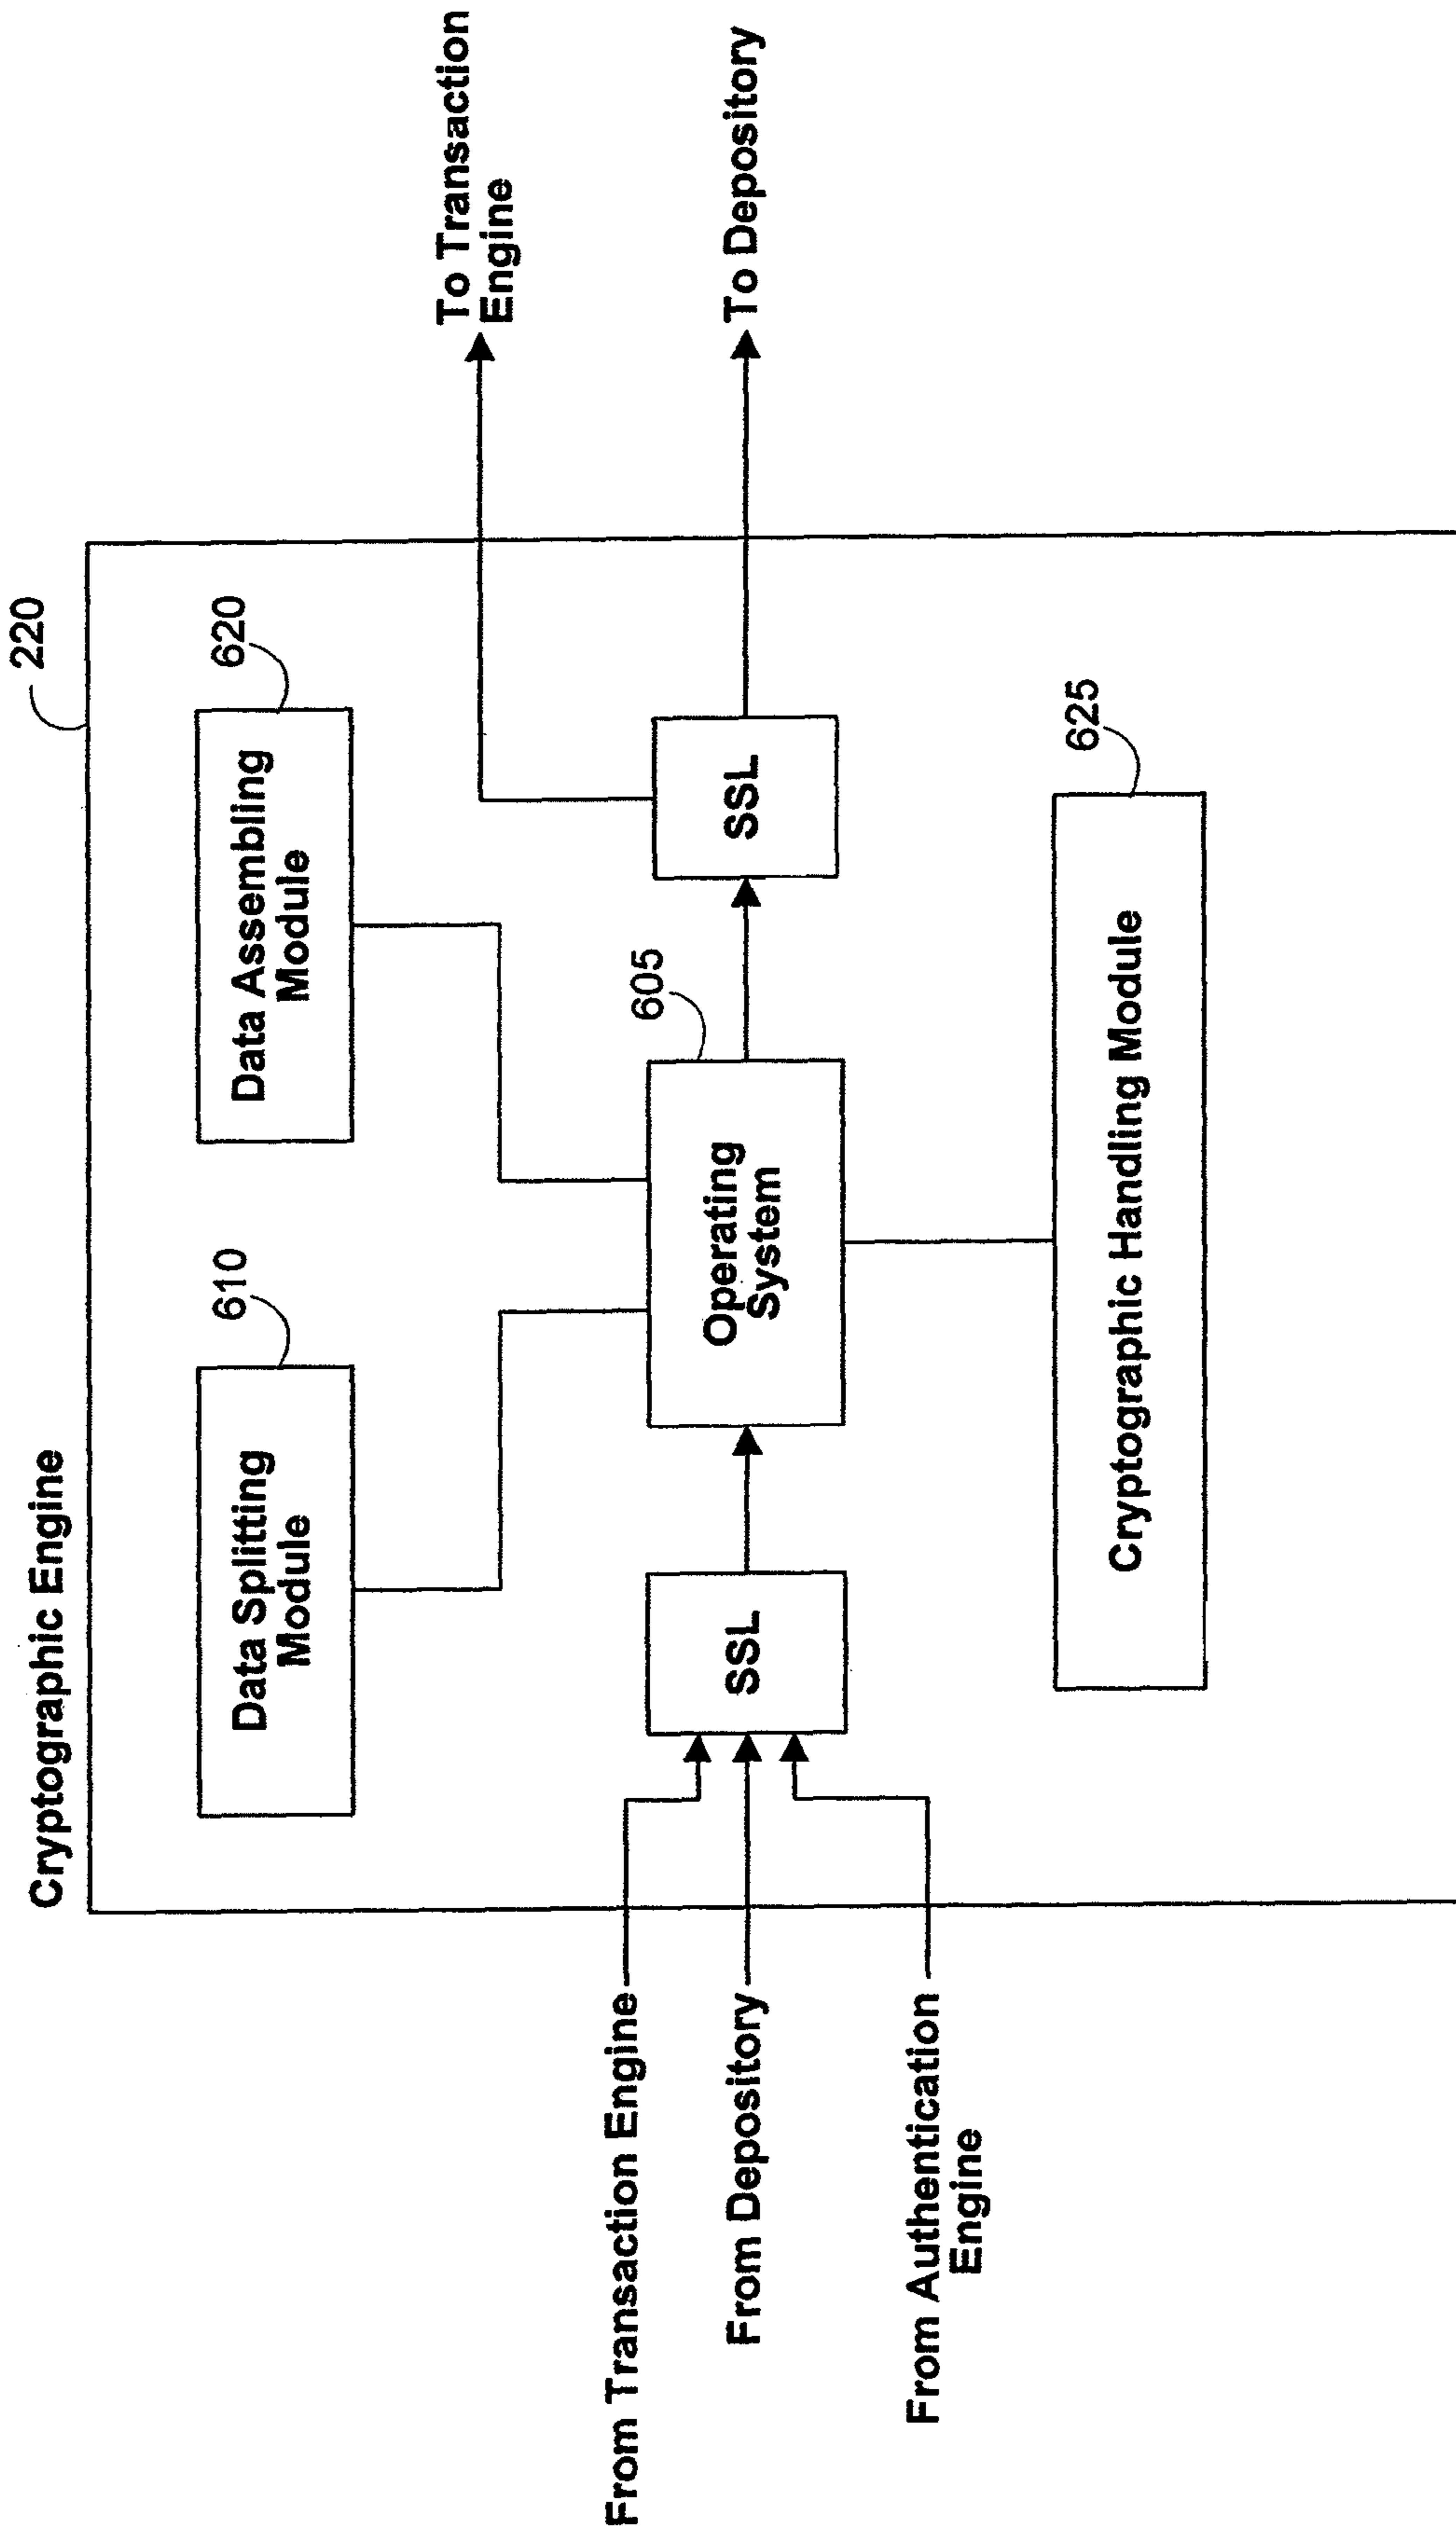 Cryptographic Engine
220
Data Splitting
Module
610
Data Assembling
Module
620
From Transaction Engine
From Depository
From Authentication
Engine
SSL
Operating
System
605
SSL
To Transaction
Engine
To Depository
Cryptographic Handling Module
625